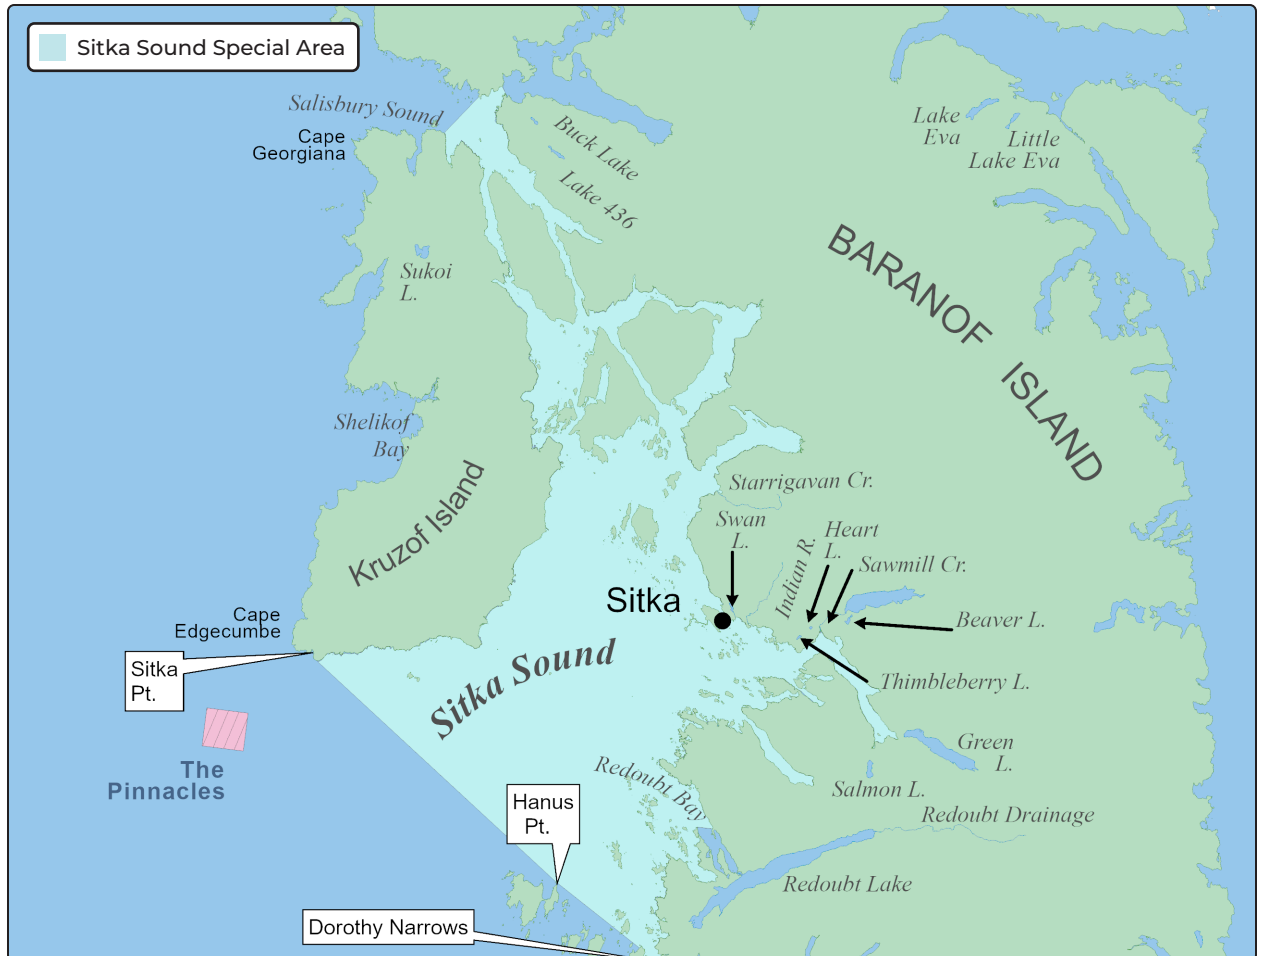 Sitka Sound Special Area
Salisbury Sound
Cape
Georgiana
Buck Lake
Lake 436
Lake
Eva
Little
Lake Eva
BARANOF ISLAND
Sukoi
L.
Shelikof
Bay
Kruzof Island
Starrigavan Cr.
Swan
L.
Indian R.
Heart
L.
Sawmill Cr.
Sitka
Beaver L.
Cape
Edgecumbe
Sitka
Pt.
Sitka Sound
Thimbleberry L.
The
Pinnacles
Green
L.
Redoubt Bay
Salmon L.
Hanus
Pt.
Redoubt Drainage
Redoubt Lake
Dorothy Narrows